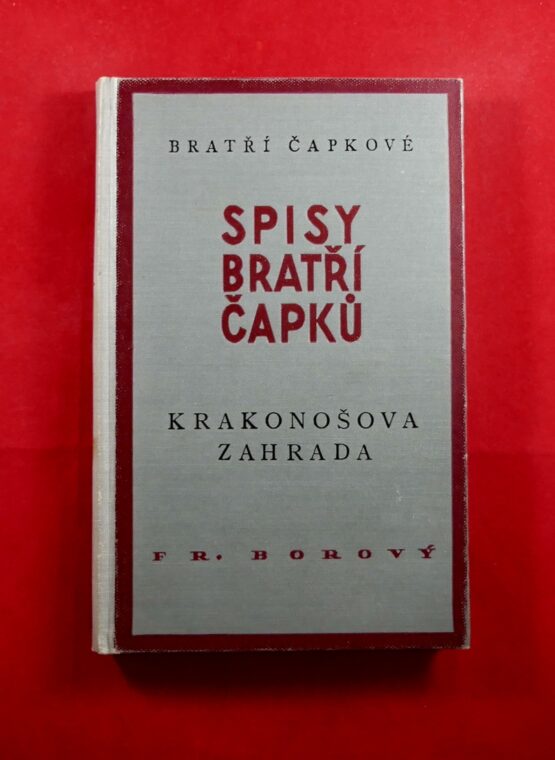 BRATŘÍ ČAPKOVÉ
SPISY
BRATŘÍ
ČAPKŮ
KRAKONOŠOVA
ZAHRADA
FR. BOROVÝ